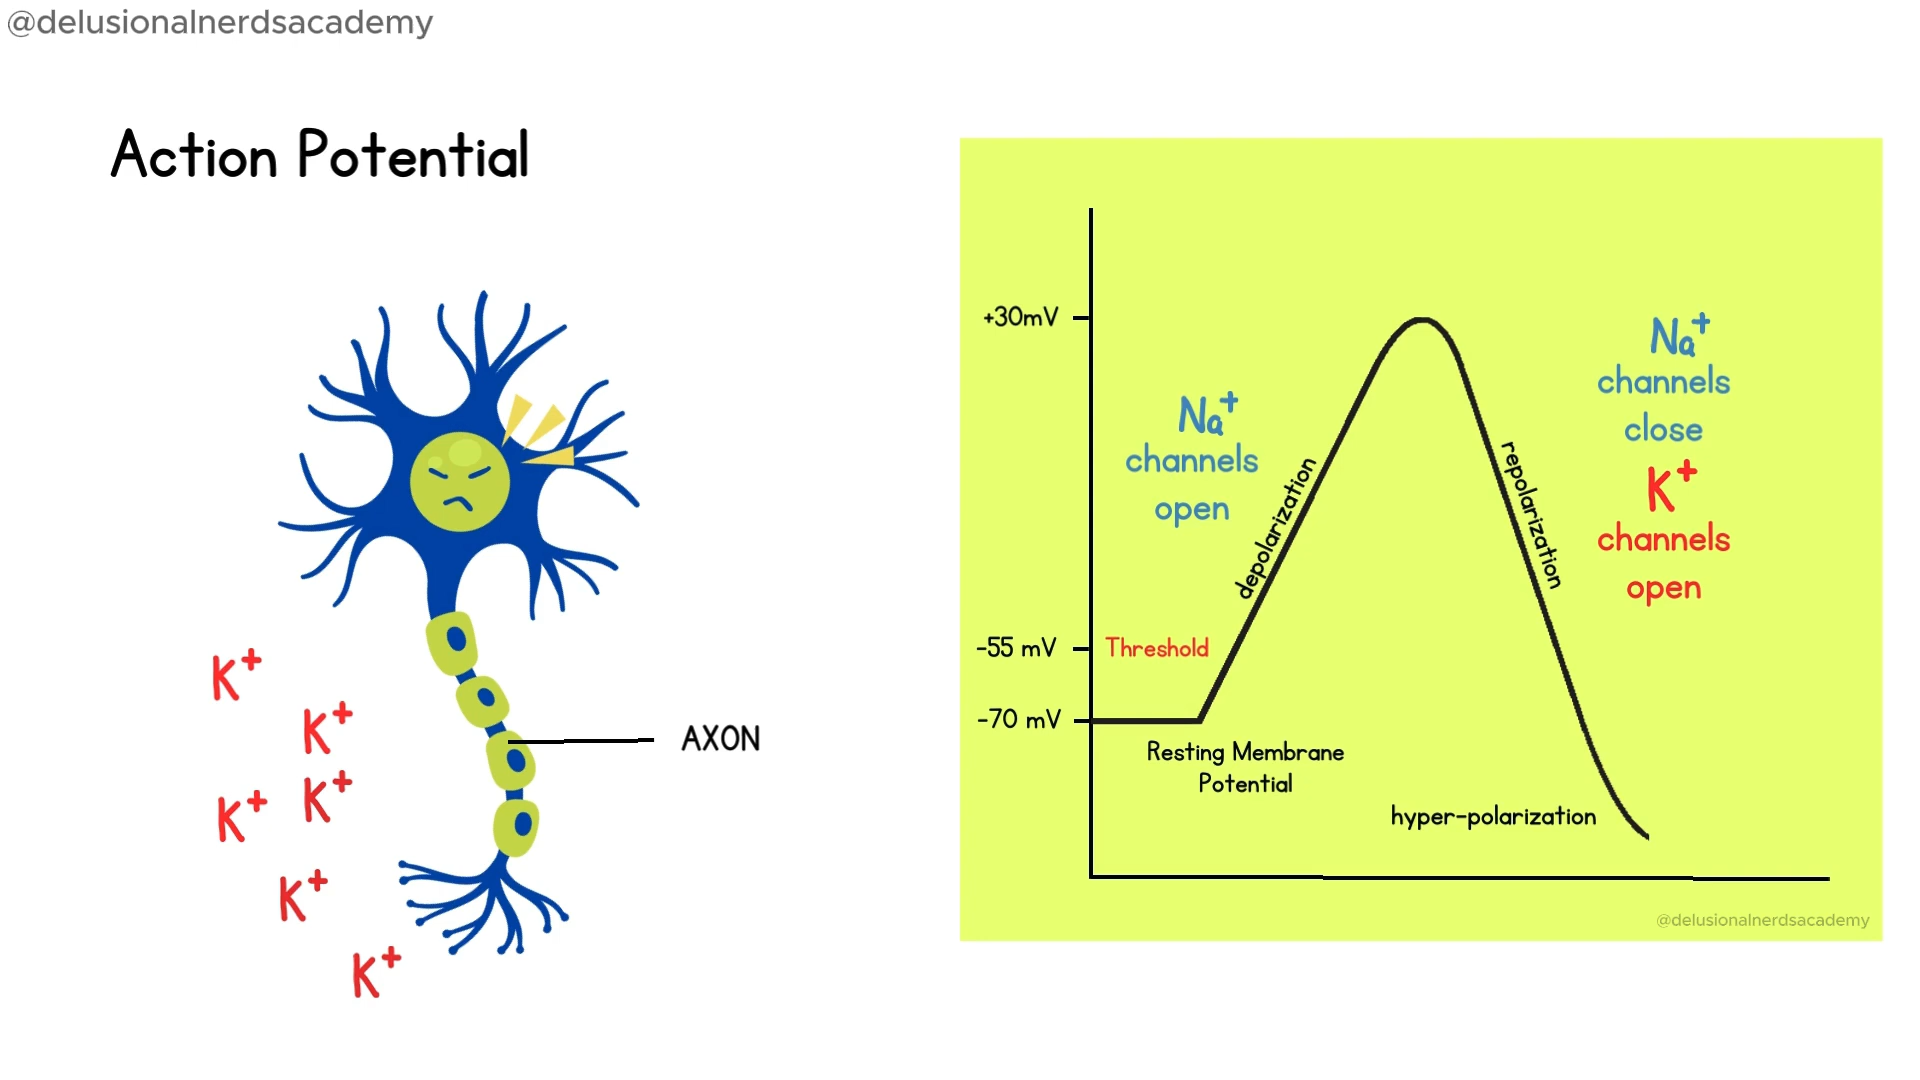 @delusionalnerdsacademy
Action Potential
K+
K+
K+
K+
K+
K+
AXON
+30mV
-55 mV
-70 mV
Threshold
Na+
channels
open
depolarization
repolarization
Na+
channels
close
K+
channels
open
Resting Membrane
Potential
hyper-polarization
@delusionalnerdsacademy